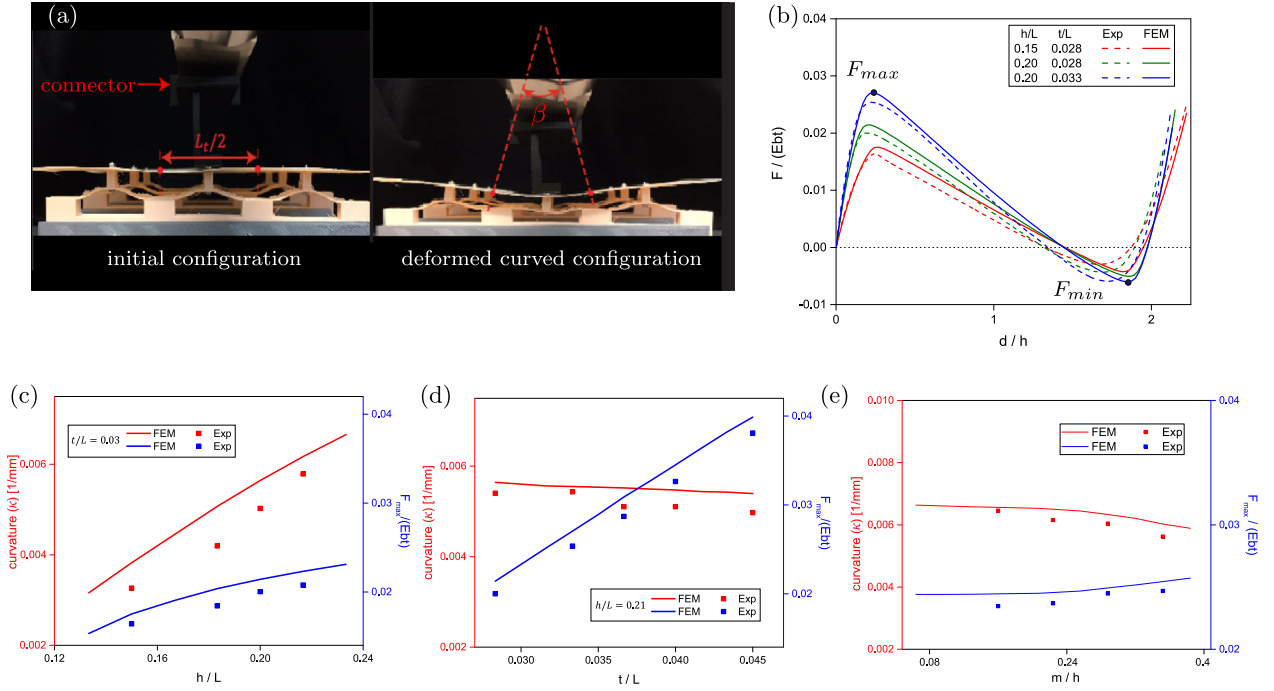 (a)
connector
L_t/2
β
initial configuration
deformed curved configuration
(b)
F / (Ebt)
0.04
0.03
0.02
0.01
0.00
-0.01
h/L t/L Exp FEM
0.15 0.028
0.20 0.028
0.20 0.033
F_max
F_min
0 1 2
d / h
(c)
curvature (κ) [1/mm]
0.006
0.004
0.002
t/L = 0.03
FEM Exp
FEM Exp
0.04
0.03
0.02
F_max/(Ebt)
0.12 0.16 0.20 0.24
h / L
(d)
curvature (κ) [1/mm]
0.006
0.004
0.002
h/L = 0.21
FEM Exp
FEM Exp
0.04
0.03
0.02
F_max/(Ebt)
0.030 0.035 0.040 0.045
t / L
(e)
curvature (κ) [1/mm]
0.010
0.008
0.006
0.004
0.002
FEM Exp
FEM Exp
0.04
0.03
0.02
F_max / (Ebt)
0.08 0.24 0.4
m / h